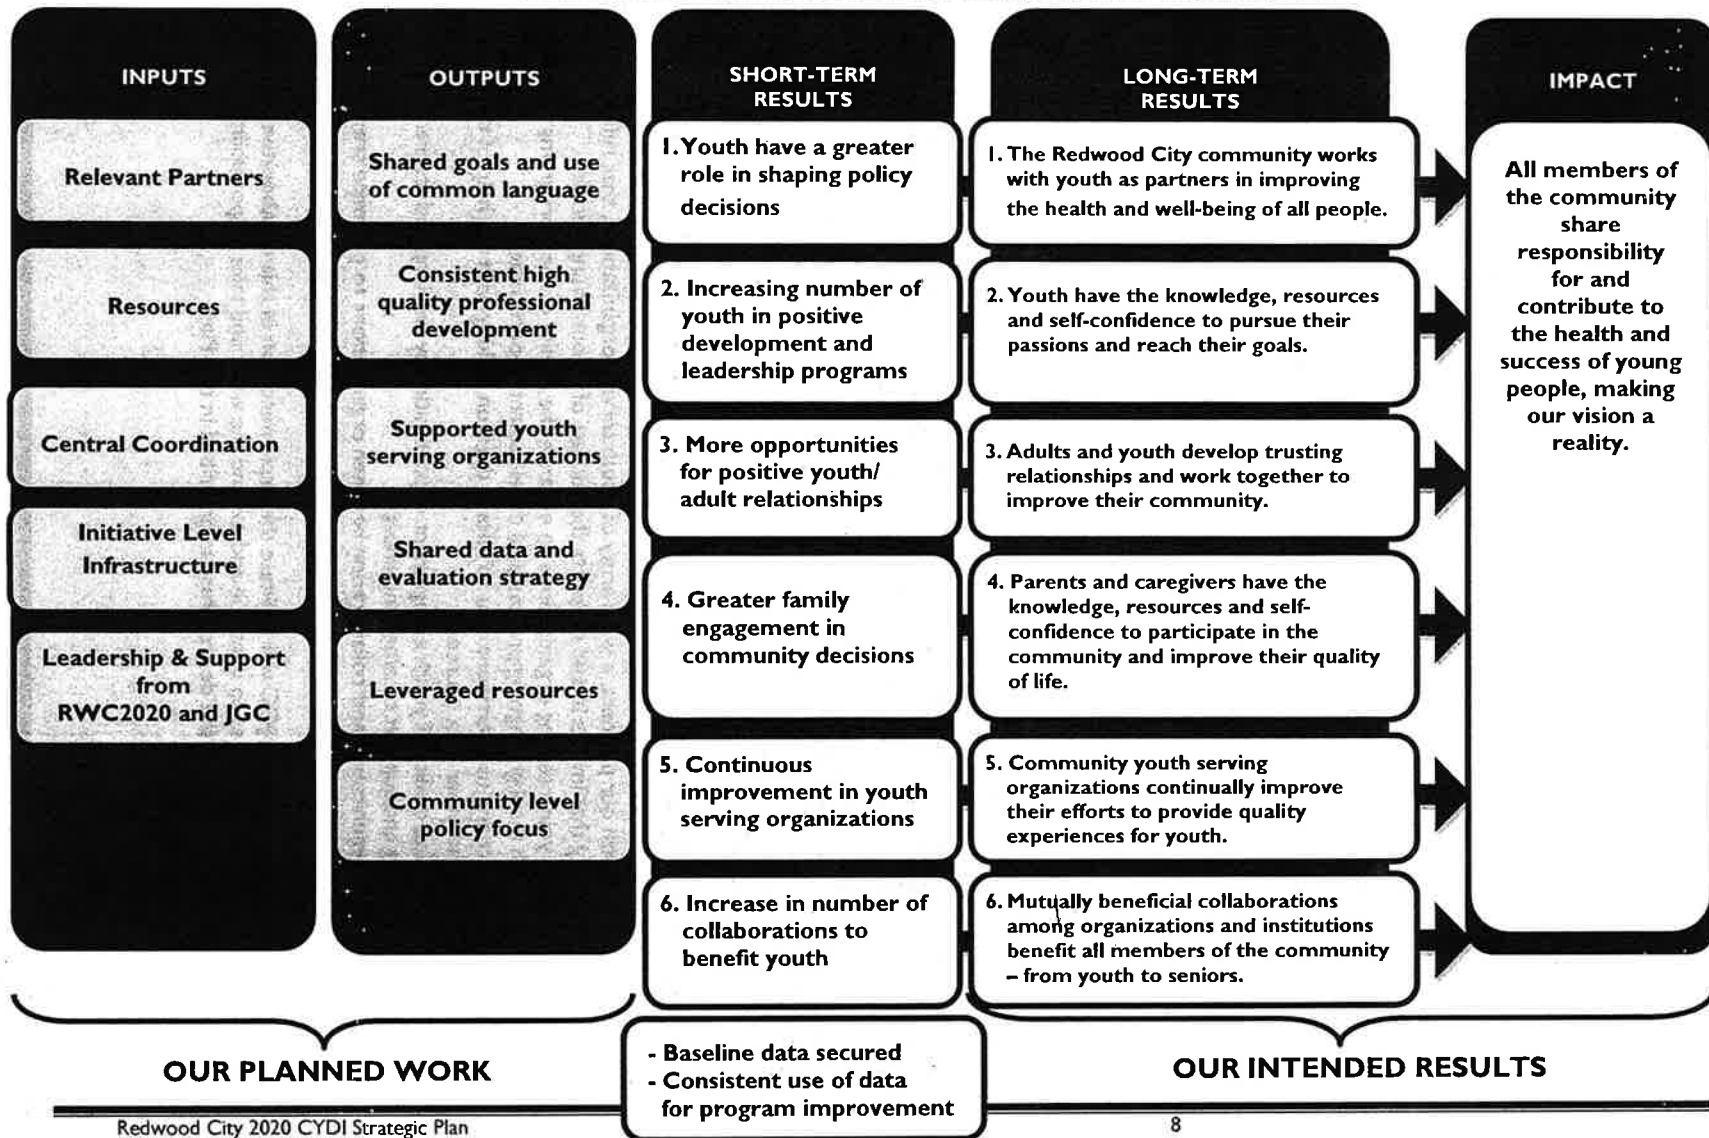 INPUTS
Relevant Partners
Resources
Central Coordination
Initiative Level
Infrastructure
Leadership & Support
from
RWC2020 and JGC
OUTPUTS
Shared goals and use
of common language
Consistent high
quality professional
development
Supported youth
serving organizations
Shared data and
evaluation strategy
Leveraged resources
Community level
policy focus
SHORT-TERM
RESULTS
1. Youth have a greater
role in shaping policy
decisions
2. Increasing number of
youth in positive
development and
leadership programs
3. More opportunities
for positive youth/
adult relationships
4. Greater family
engagement in
community decisions
5. Continuous
improvement in youth
serving organizations
6. Increase in number of
collaborations to
benefit youth
LONG-TERM
RESULTS
1. The Redwood City community works
with youth as partners in improving
the health and well-being of all people.
2. Youth have the knowledge, resources
and self-confidence to pursue their
passions and reach their goals.
3. Adults and youth develop trusting
relationships and work together to
improve their community.
4. Parents and caregivers have the
knowledge, resources and self-
confidence to participate in the
community and improve their quality
of life.
5. Community youth serving
organizations continually improve
their efforts to provide quality
experiences for youth.
6. Mutually beneficial collaborations
among organizations and institutions
benefit all members of the community
– from youth to seniors.
IMPACT
All members of
the community
share
responsibility
for and
contribute to
the health and
success of young
people, making
our vision a
reality.
OUR PLANNED WORK
- Baseline data secured
- Consistent use of data
for program improvement
OUR INTENDED RESULTS
Redwood City 2020 CYDI Strategic Plan
8